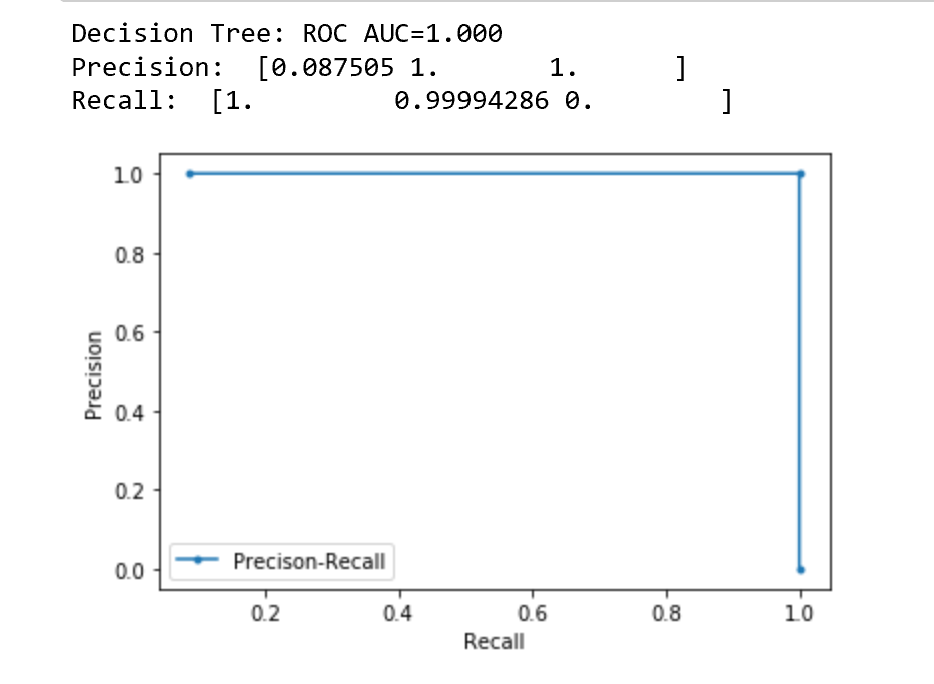 Decision Tree: ROC AUC=1.000
Precision:  [0.087505 1.       1.      ]
Recall:  [1.         0.99994286 0.        ]
1.0
0.8
0.6
0.4
0.2
0.0
Precision
Precison-Recall
0.2 0.4 0.6 0.8 1.0
Recall